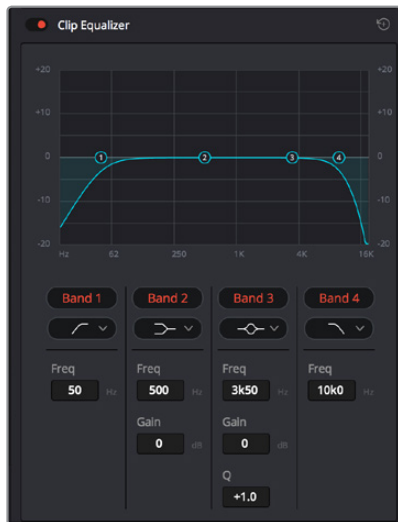 Clip Equalizer
+20 +20
+10 +10
0 1 2 3 4 0
-10 -10
-20 -20
Hz 62 250 1K 4K 16K
Band 1 Band 2 Band 3 Band 4
Freq Freq Freq Freq
50 Hz 500 Hz 3k50 Hz 10k0 Hz
Gain Gain
0 dB 0 dB
Q
+1.0